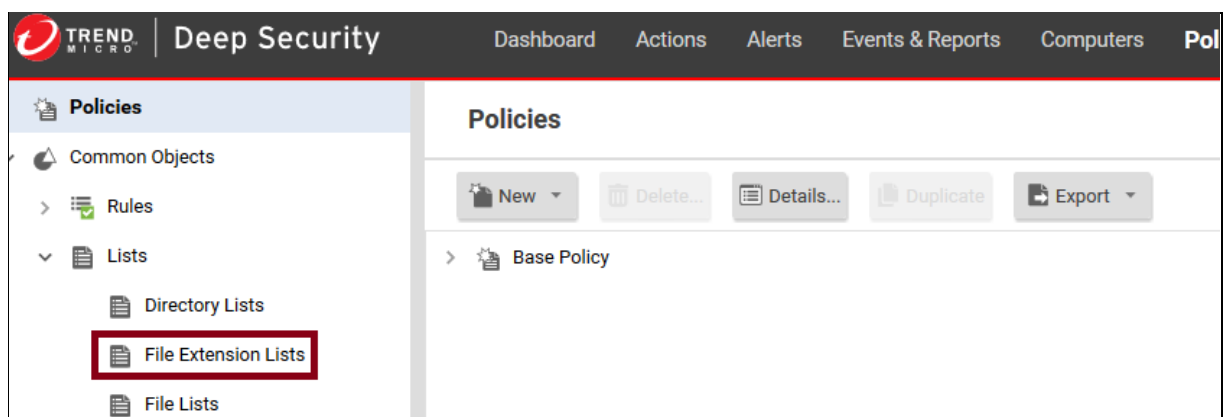 TREND MICRO Deep Security Dashboard Actions Alerts Events & Reports Computers Pol
Policies
Common Objects
Rules
Lists
Directory Lists
File Extension Lists
File Lists
Policies
New Delete... Details... Duplicate Export
Base Policy